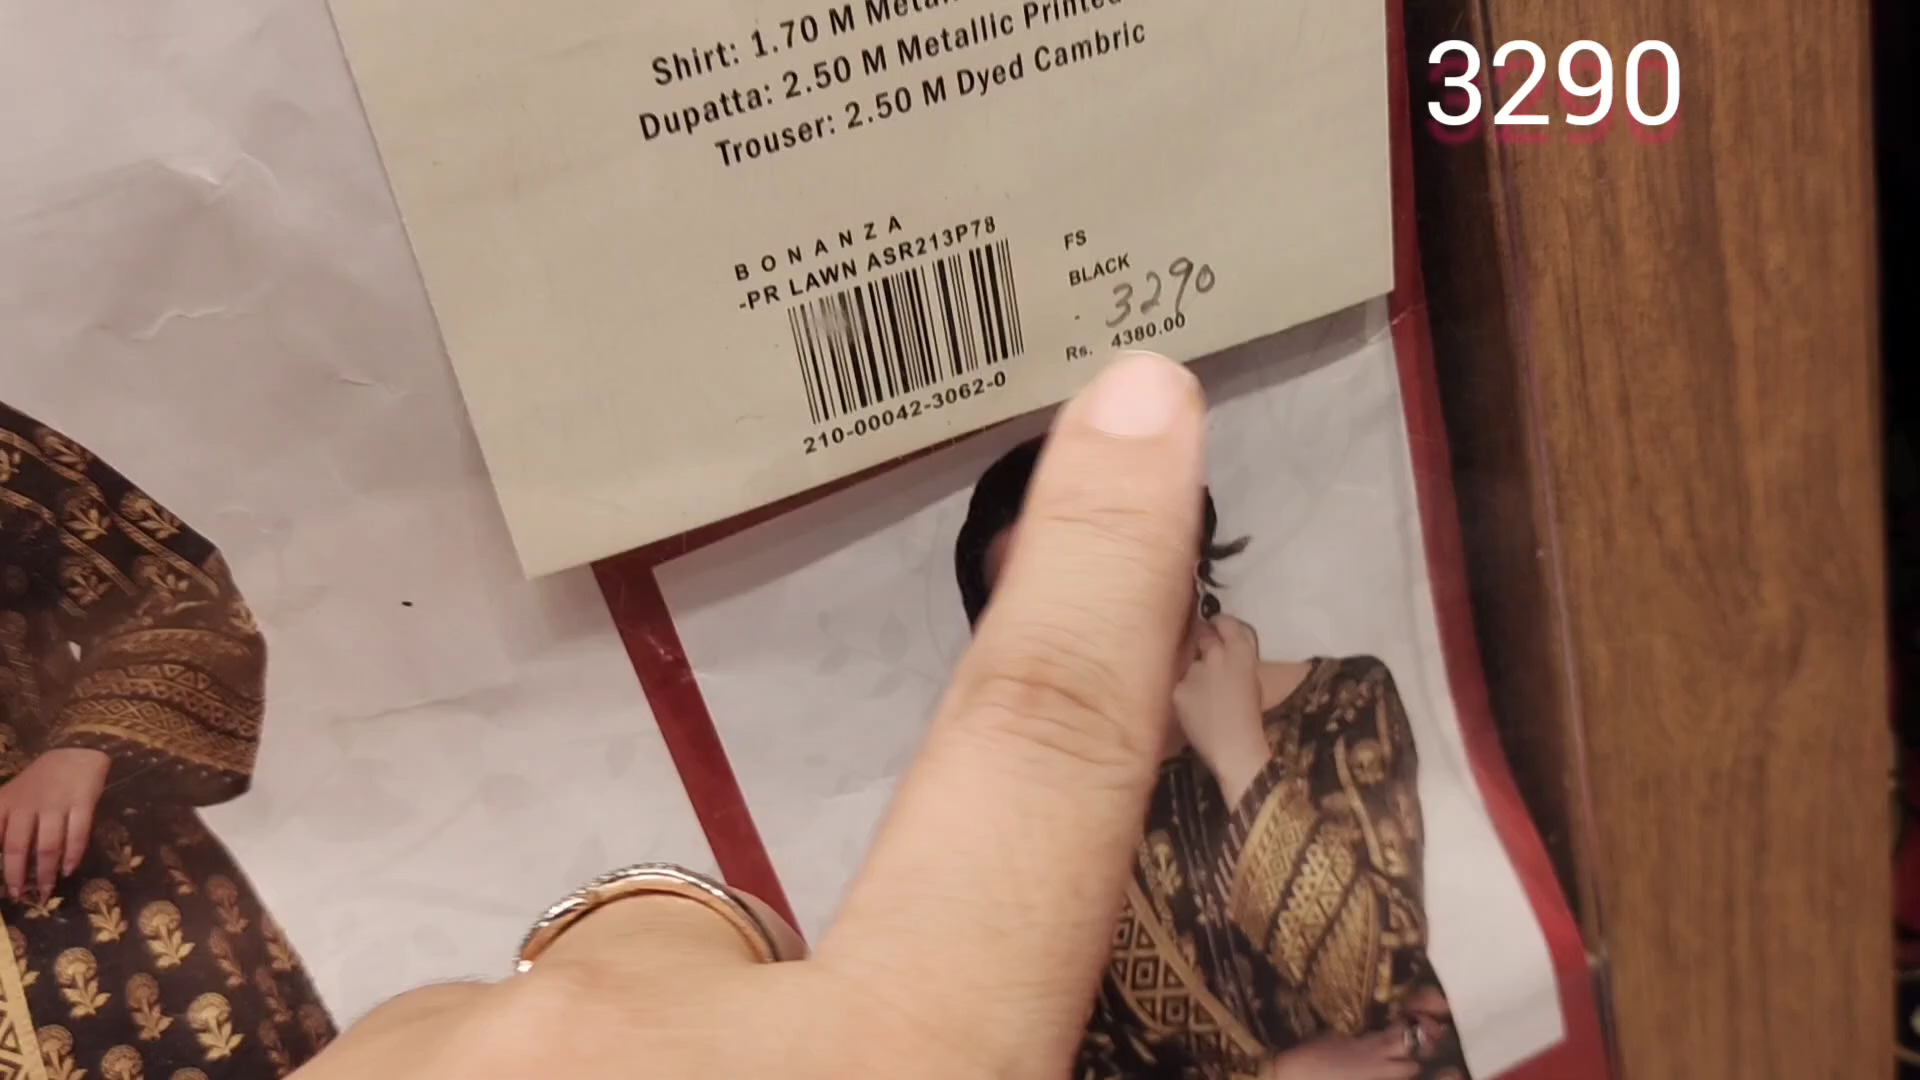 3290
Shirt: 1.70 M
Dupatta: 2.50 M Metallic Printed
Trouser: 2.50 M Dyed Cambric
BONANZA
-PR LAWN ASR213P78
210-00042-3062-0
FS
BLACK
- 3290
Rs. 4380.00